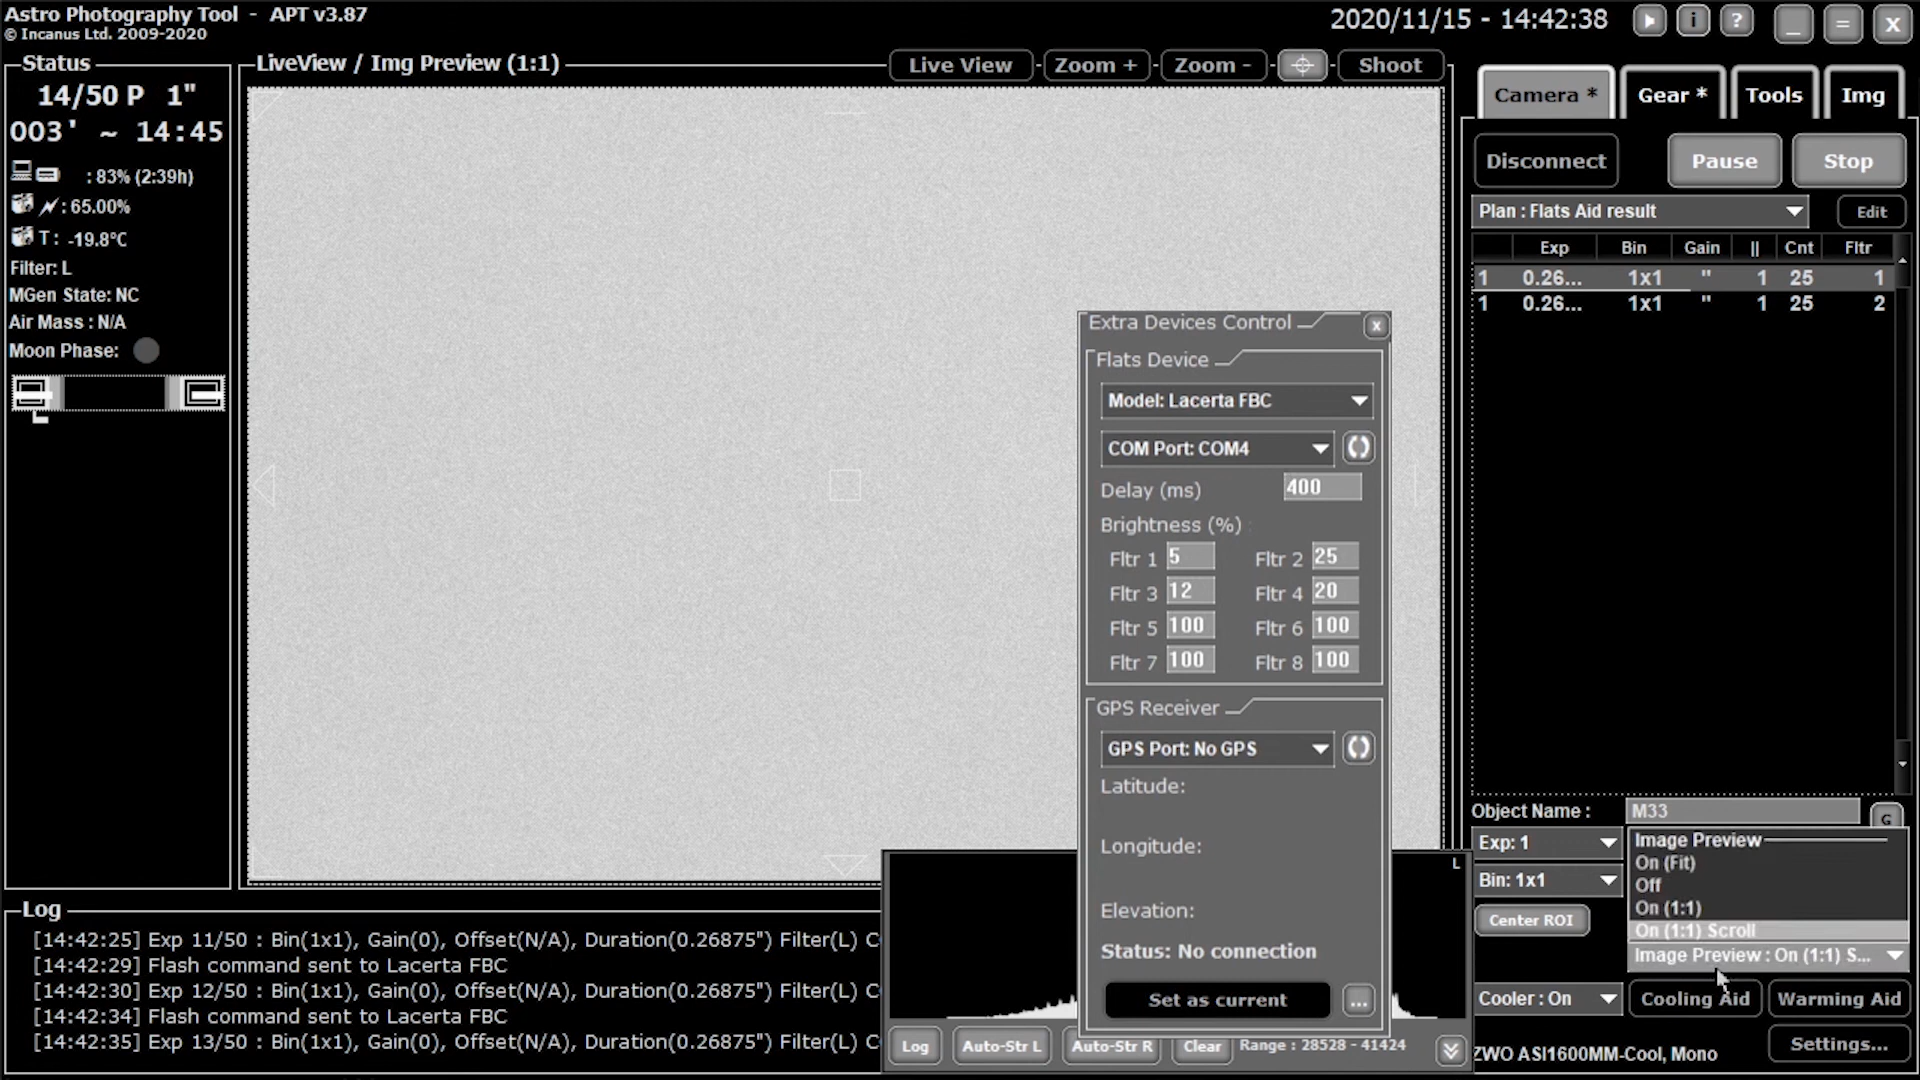 Astro Photography Tool - APT v3.87
© Incanus Ltd. 2009-2020
2020/11/15 - 14:42:38
i
?
_
=
X
Status
14/50 P 1"
003' ~ 14:45
: 83% (2:39h)
: 65.00%
T : -19.8°C
Filter: L
MGen State: NC
Air Mass : N/A
Moon Phase:
LiveView / Img Preview (1:1)
Live View
Zoom +
Zoom -
Shoot
Camera *
Gear *
Tools
Img
Disconnect
Pause
Stop
Plan : Flats Aid result
Edit
Exp Bin Gain || Cnt Fltr
1 0.26... 1x1 " 1 25 1
1 0.26... 1x1 " 1 25 2
Extra Devices Control
x
Flats Device
Model: Lacerta FBC
COM Port: COM4
Delay (ms) 400
Brightness (%) :
Fltr 1 5 Fltr 2 25
Fltr 3 12 Fltr 4 20
Fltr 5 100 Fltr 6 100
Fltr 7 100 Fltr 8 100
GPS Receiver
GPS Port: No GPS
Latitude:
Longitude:
Elevation:
Status: No connection
Set as current
...
Object Name : M33
G
Exp: 1
Bin: 1x1
Center ROI
Image Preview
On (Fit)
Off
On (1:1)
On (1:1) Scroll
Image Preview : On (1:1) S...
Cooler : On
Cooling Aid
Warming Aid
ZWO ASI1600MM-Cool, Mono
Settings...
Log
[14:42:25] Exp 11/50 : Bin(1x1), Gain(0), Offset(N/A), Duration(0.26875") Filter(L) C
[14:42:29] Flash command sent to Lacerta FBC
[14:42:30] Exp 12/50 : Bin(1x1), Gain(0), Offset(N/A), Duration(0.26875") Filter(L) C
[14:42:34] Flash command sent to Lacerta FBC
[14:42:35] Exp 13/50 : Bin(1x1), Gain(0), Offset(N/A), Duration(0.26875") Filter(L) C
L
Log
Auto-Str L
Auto-Str R
Clear
Range : 28528 - 41424